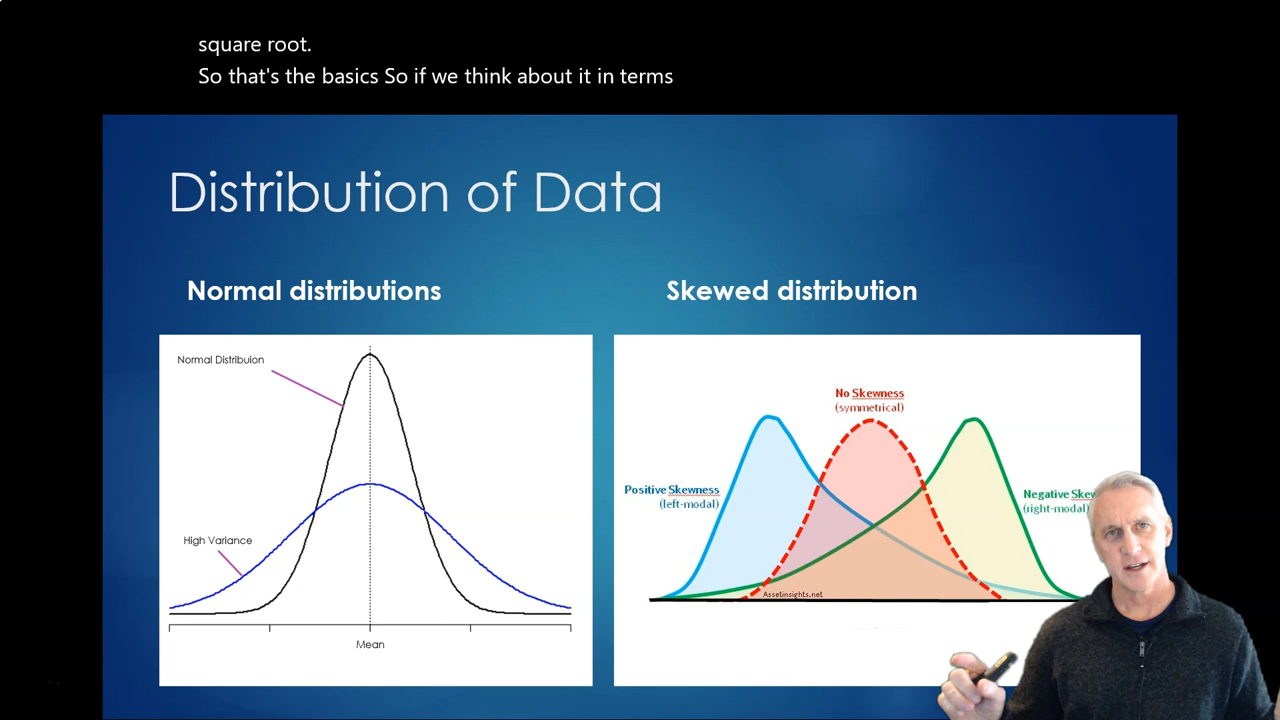 square root.
So that's the basics So if we think about it in terms
Distribution of Data
Normal distributions
Skewed distribution
Normal Distribuion
High Variance
Mean
No Skewness
(symmetrical)
Positive Skewness
(left-modal)
Negative
(right-modal)
Assetinsights.net